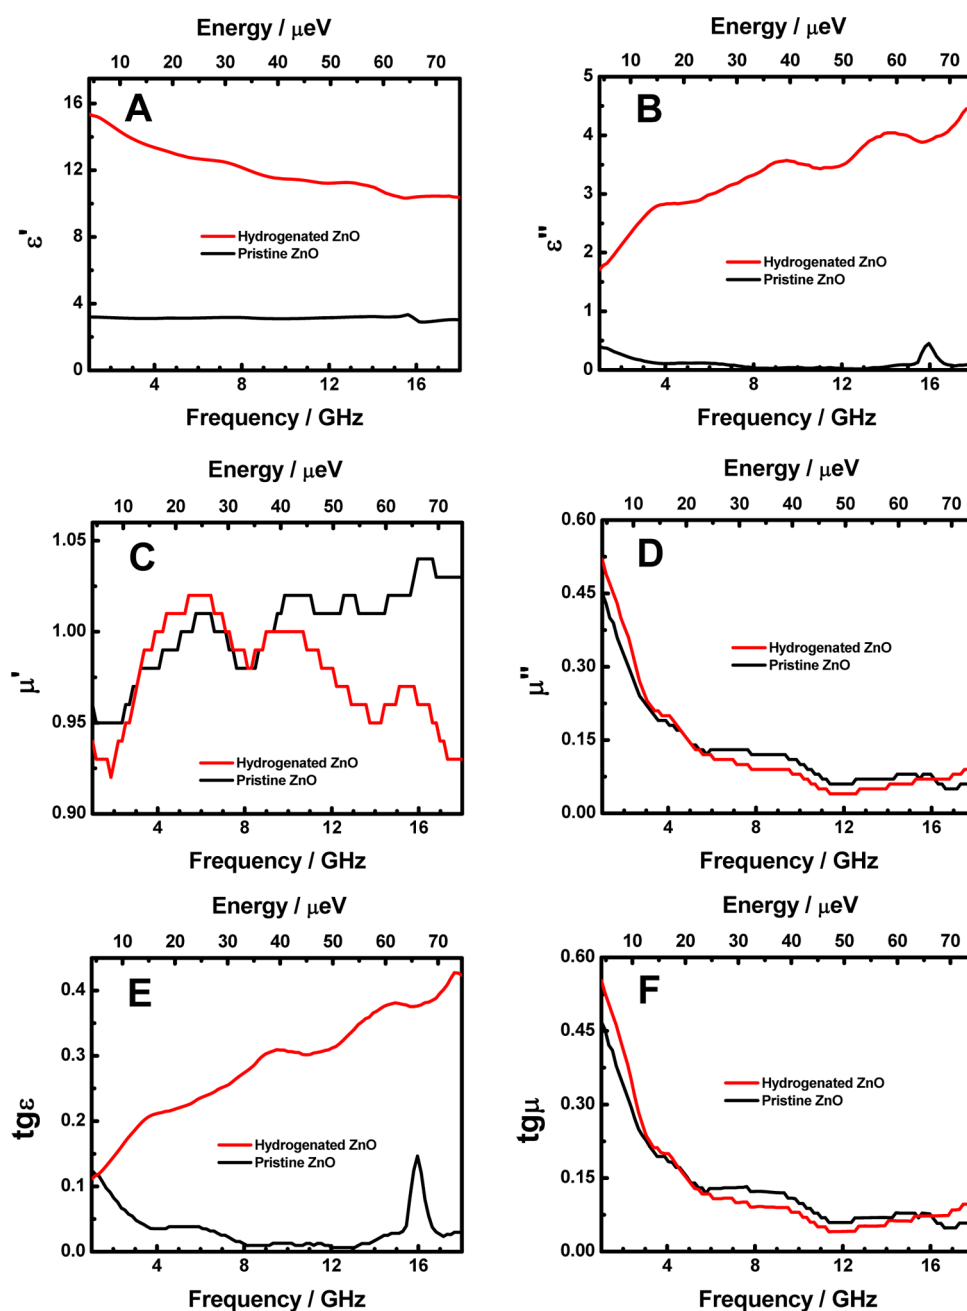 Energy / μeV
10 20 30 40 50 60 70
A
ε'
16
12
8
4
0
Hydrogenated ZnO
Pristine ZnO
4 8 12 16
Frequency / GHz
Energy / μeV
10 20 30 40 50 60 70
B
ε''
5
4
3
2
1
0
Hydrogenated ZnO
Pristine ZnO
4 8 12 16
Frequency / GHz
Energy / μeV
10 20 30 40 50 60 70
C
μ'
1.05
1.00
0.95
0.90
Hydrogenated ZnO
Pristine ZnO
4 8 12 16
Frequency / GHz
Energy / μeV
10 20 30 40 50 60 70
D
μ''
0.60
0.45
0.30
0.15
0.00
Hydrogenated ZnO
Pristine ZnO
4 8 12 16
Frequency / GHz
Energy / μeV
10 20 30 40 50 60 70
E
tgε
0.4
0.3
0.2
0.1
0.0
Hydrogenated ZnO
Pristine ZnO
4 8 12 16
Frequency / GHz
Energy / μeV
10 20 30 40 50 60 70
F
tgμ
0.60
0.45
0.30
0.15
0.00
Hydrogenated ZnO
Pristine ZnO
4 8 12 16
Frequency / GHz